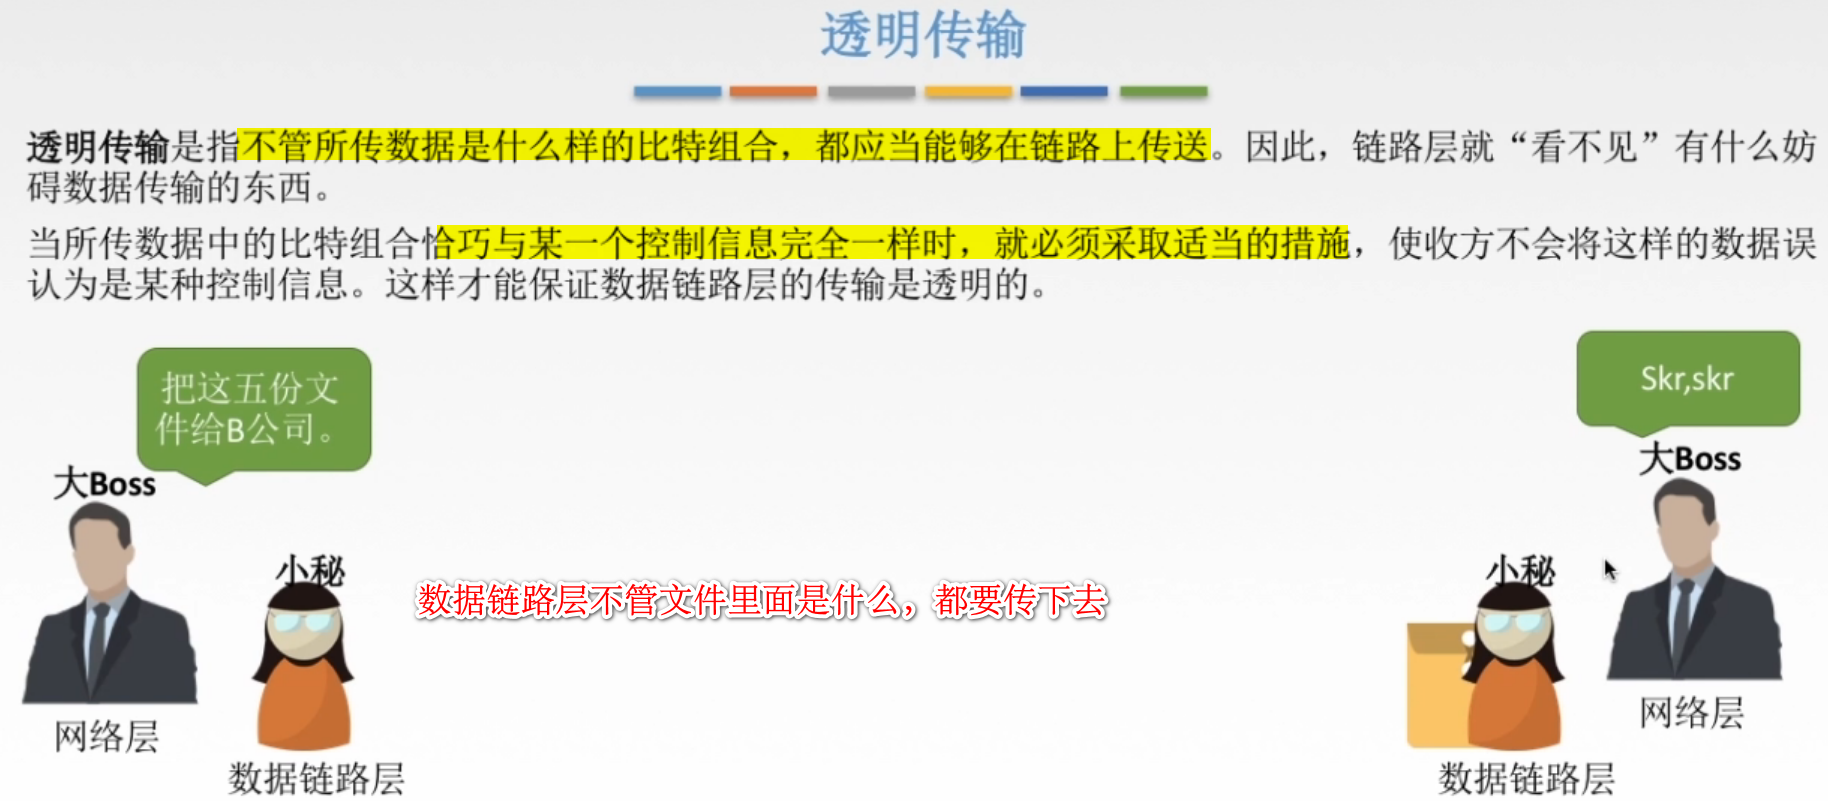 透明传输
透明传输是指不管所传数据是什么样的比特组合，都应当能够在链路上传送。因此，链路层就“看不见”有什么妨
碍数据传输的东西。
当所传数据中的比特组合恰巧与某一个控制信息完全一样时，就必须采取适当的措施，使收方不会将这样的数据误
认为是某种控制信息。这样才能保证数据链路层的传输是透明的。
把这五份文
件给B公司。
大Boss
小秘
网络层
数据链路层
数据链路层不管文件里面是什么，都要传下去
Skr,skr
大Boss
小秘
网络层
数据链路层